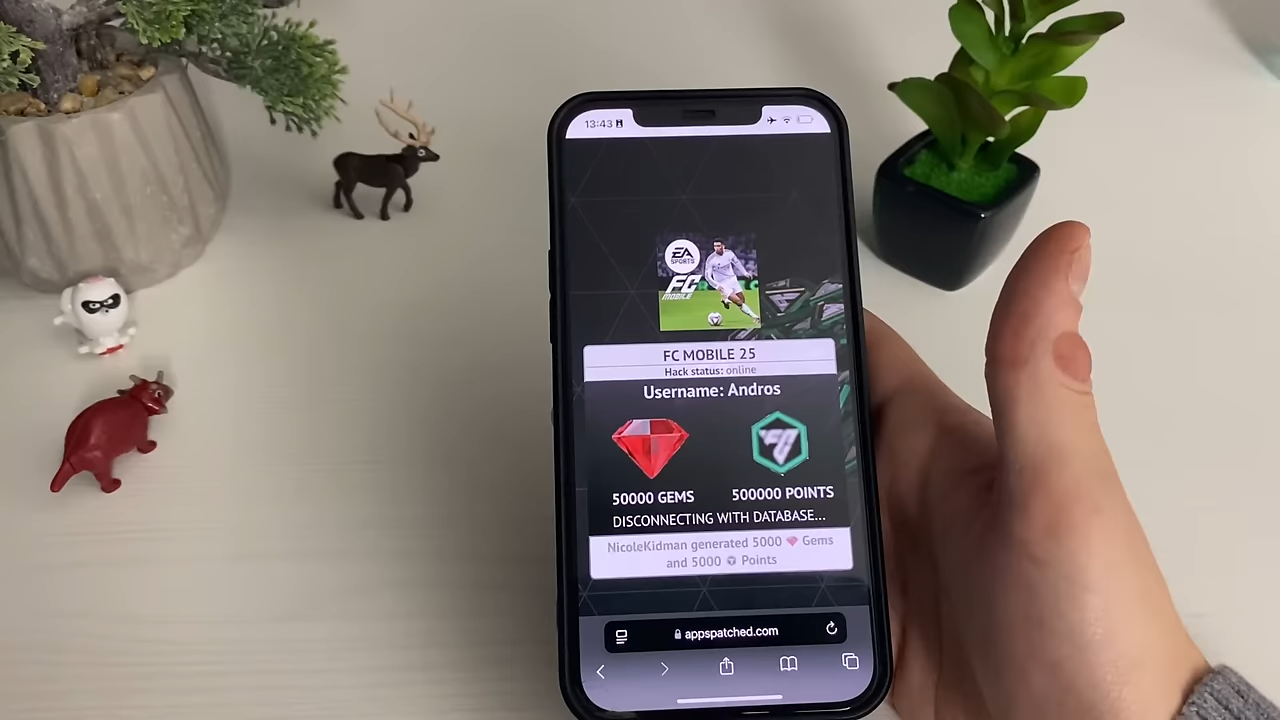 13:43
EA
SPORTS
FC
MOBILE
FC MOBILE 25
Hack status: online
Username: Andros
50000 GEMS
500000 POINTS
DISCONNECTING WITH DATABASE...
NicoleKidman generated 5000 Gems
and 5000 Points
appspatched.com